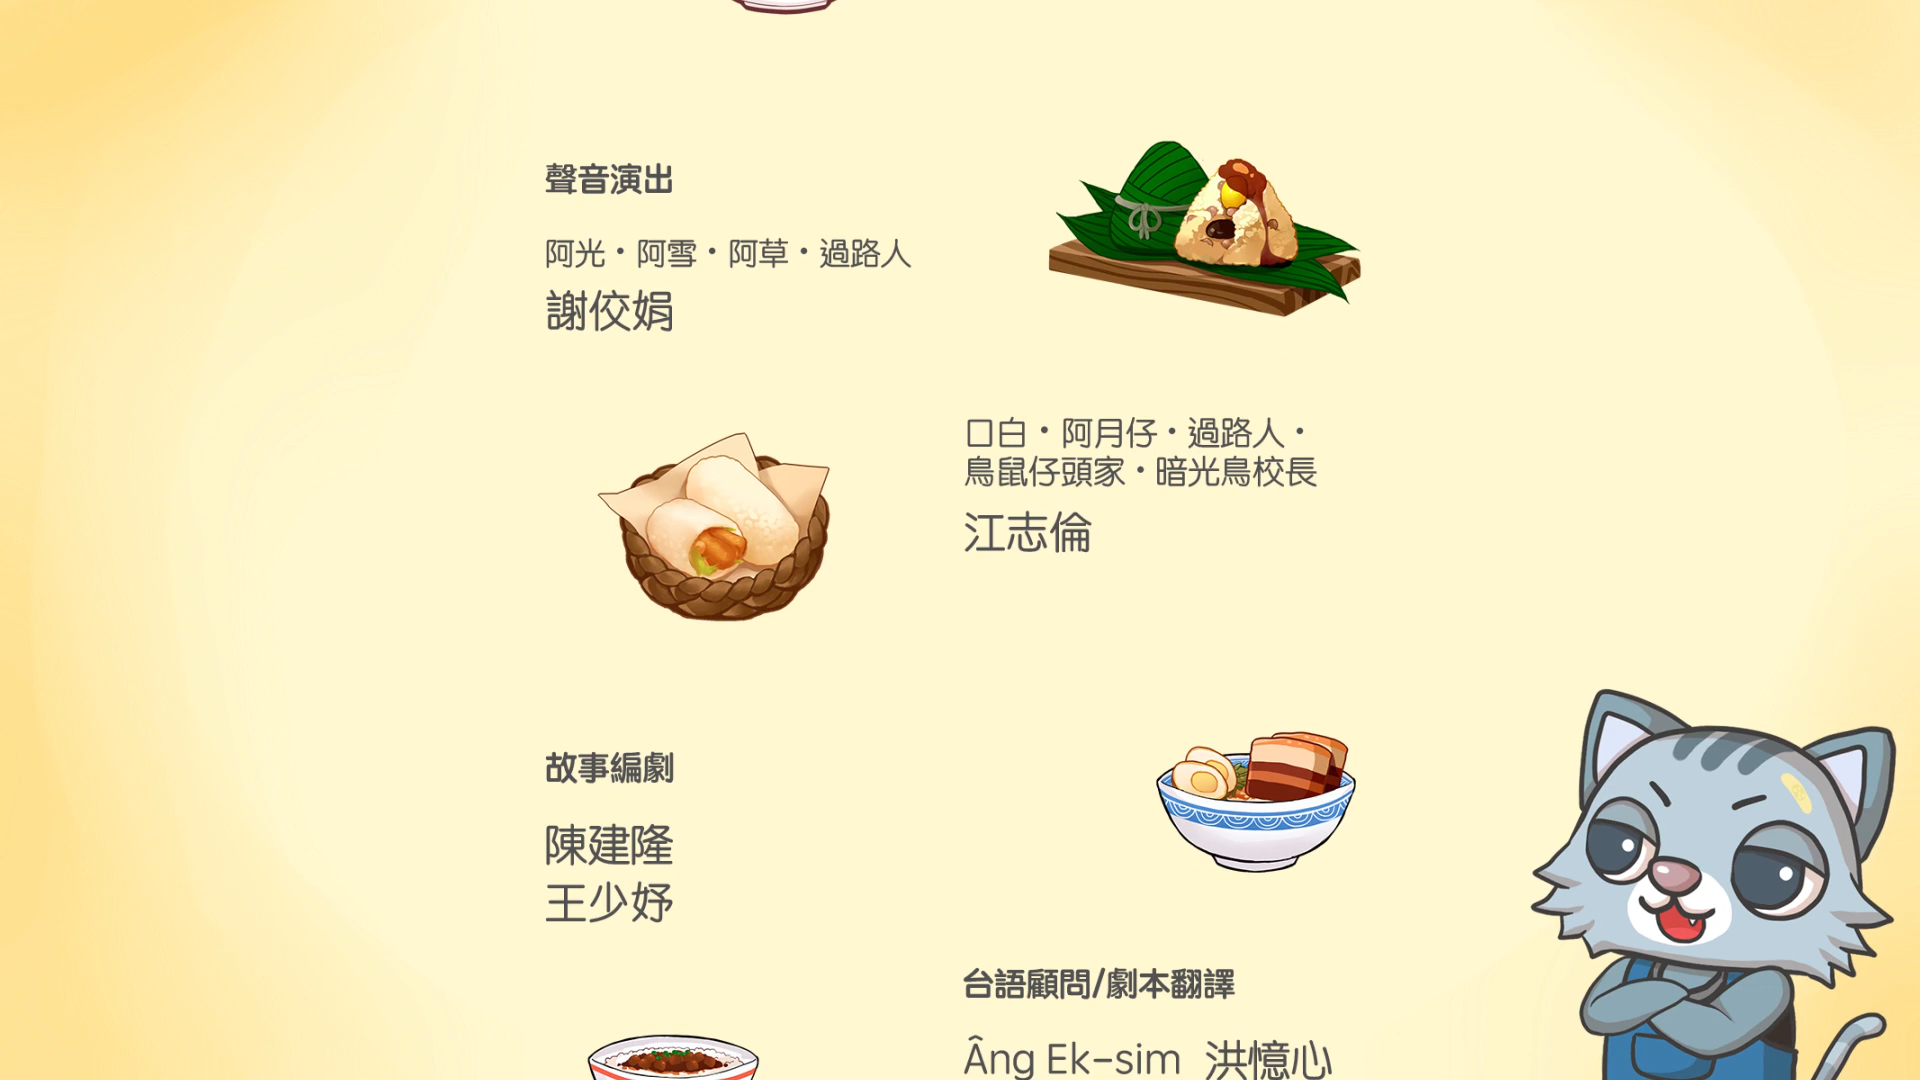 聲音演出
阿光・阿雪・阿草・過路人
謝佼娟
口白・阿月仔・過路人・
鳥鼠仔頭家・暗光鳥校長
江志倫
故事編劇
陳建隆
王少妤
台語顧問/劇本翻譯
Âng Ek-sim 洪憶心